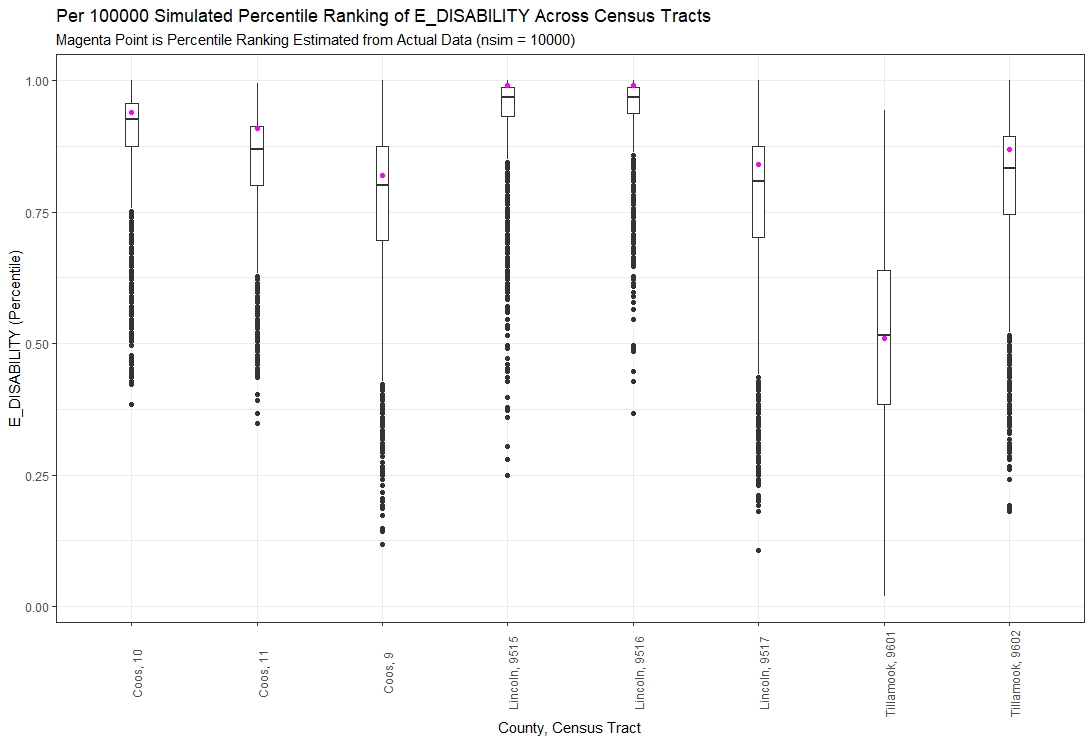 Per 100000 Simulated Percentile Ranking of E_DISABILITY Across Census Tracts
Magenta Point is Percentile Ranking Estimated from Actual Data (nsim = 10000)
E_DISABILITY (Percentile)
1.00
0.75
0.50
0.25
0.00
Coos, 10
Coos, 11
Coos, 9
Lincoln, 9515
Lincoln, 9516
Lincoln, 9517
Tillamook, 9601
Tillamook, 9602
County, Census Tract